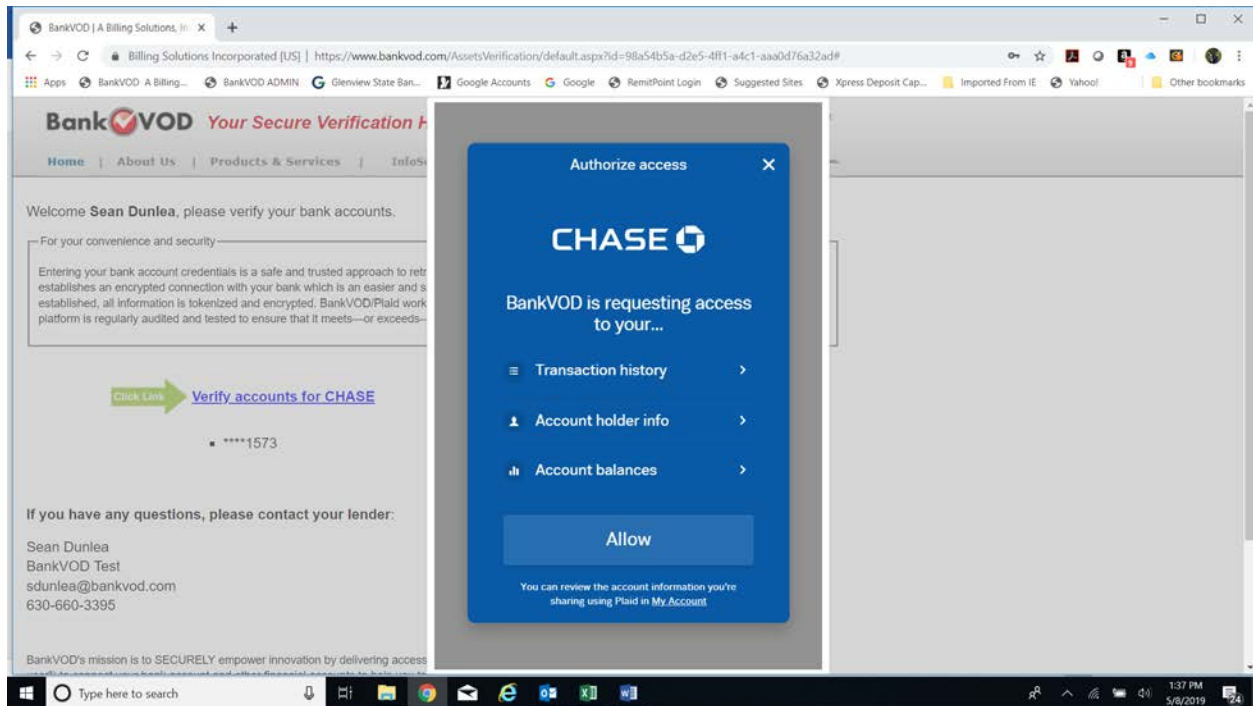 BankVOD | A Billing Solutions, In
Billing Solutions Incorporated [US] | https://www.bankvod.com/AssetsVerification/default.aspx?id=98a54b5a-d2e5-4ff1-a4c1-aaa0d76a32ad#
Apps BankVOD A Billing... BankVOD ADMIN Glenview State Ban... Google Accounts Google RemitPoint Login Suggested Sites Xpress Deposit Cap... Imported From IE Yahoo! Other bookmarks
BankVOD Your Secure Verification H
Home | About Us | Products & Services | InfoSe
Welcome Sean Dunlea, please verify your bank accounts.
For your convenience and security
Entering your bank account credentials is a safe and trusted approach to retr
establishes an encrypted connection with your bank which is an easier and s
established, all information is tokenized and encrypted. BankVOD/Plaid work
platform is regularly audited and tested to ensure that it meets—or exceeds—
Click Link Verify accounts for CHASE
****1573
If you have any questions, please contact your lender:
Sean Dunlea
BankVOD Test
sdunlea@bankvod.com
630-660-3395
BankVOD's mission is to SECURELY empower innovation by delivering access
Authorize access
CHASE
BankVOD is requesting access
to your...
Transaction history
Account holder info
Account balances
Allow
You can review the account information you're
sharing using Plaid in My Account
Type here to search
1:37 PM
5/8/2019
24